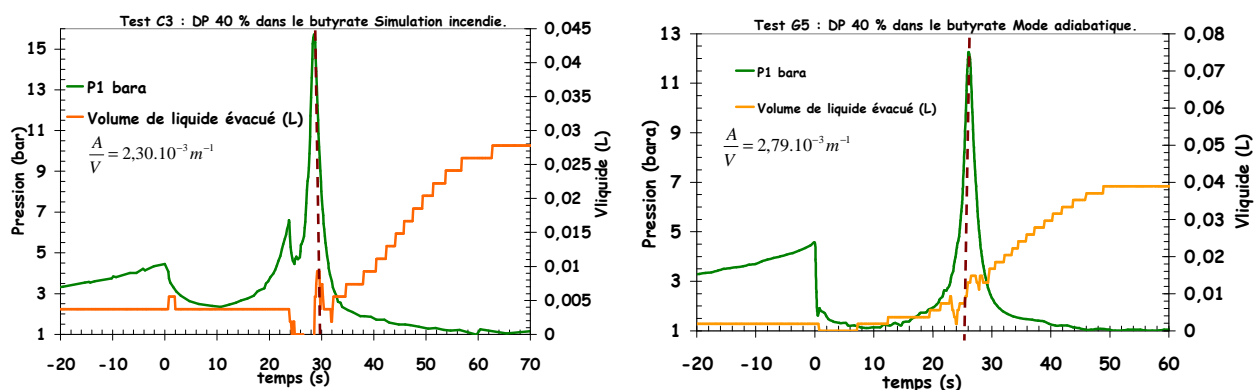 Test C3 : DP 40 % dans le butyrate Simulation incendie.
15
13
11
9
7
5
3
1
Pression (bar)
P1 bara
Volume de liquide évacué (L)
A/V = 2,30.10⁻³ m⁻¹
0,045
0,04
0,035
0,03
0,025
0,02
0,015
0,01
0,005
0
Vliquide (L)
-20 -10 0 10 20 30 40 50 60 70
temps (s)
Test G5 : DP 40 % dans le butyrate Mode adiabatique.
13
11
9
7
5
3
1
Pression (bara)
P1 bara
Volume de liquide évacué (L)
A/V = 2,79.10⁻³ m⁻¹
0,08
0,07
0,06
0,05
0,04
0,03
0,02
0,01
0
Vliquide (L)
-20 -10 0 10 20 30 40 50 60
temps (s)